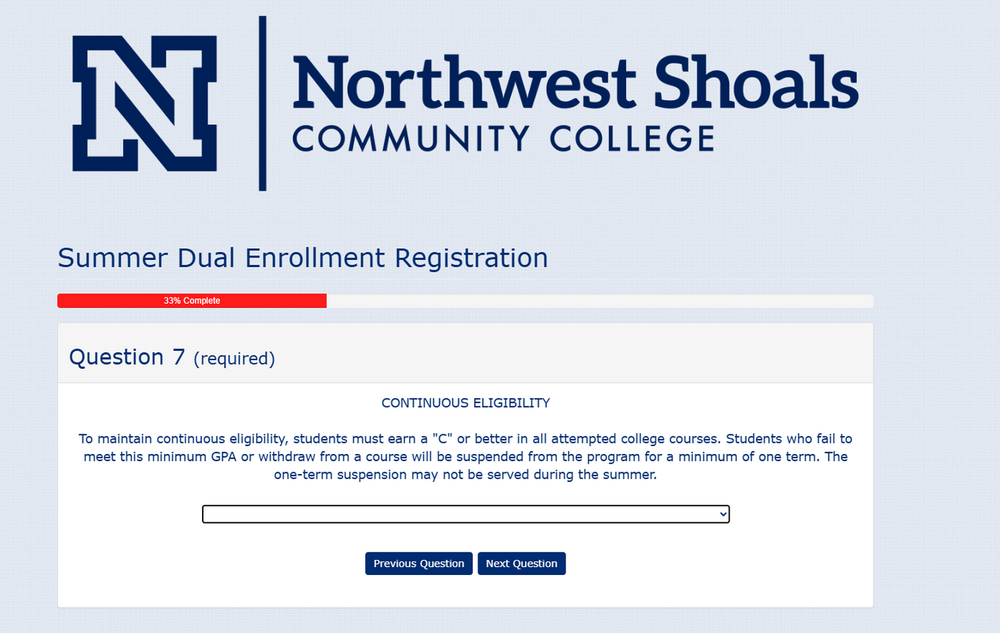 N
Northwest Shoals
COMMUNITY COLLEGE
Summer Dual Enrollment Registration
33% Complete
Question 7 (required)
CONTINUOUS ELIGIBILITY
To maintain continuous eligibility, students must earn a "C" or better in all attempted college courses. Students who fail to
meet this minimum GPA or withdraw from a course will be suspended from the program for a minimum of one term. The
one-term suspension may not be served during the summer.
Previous Question Next Question